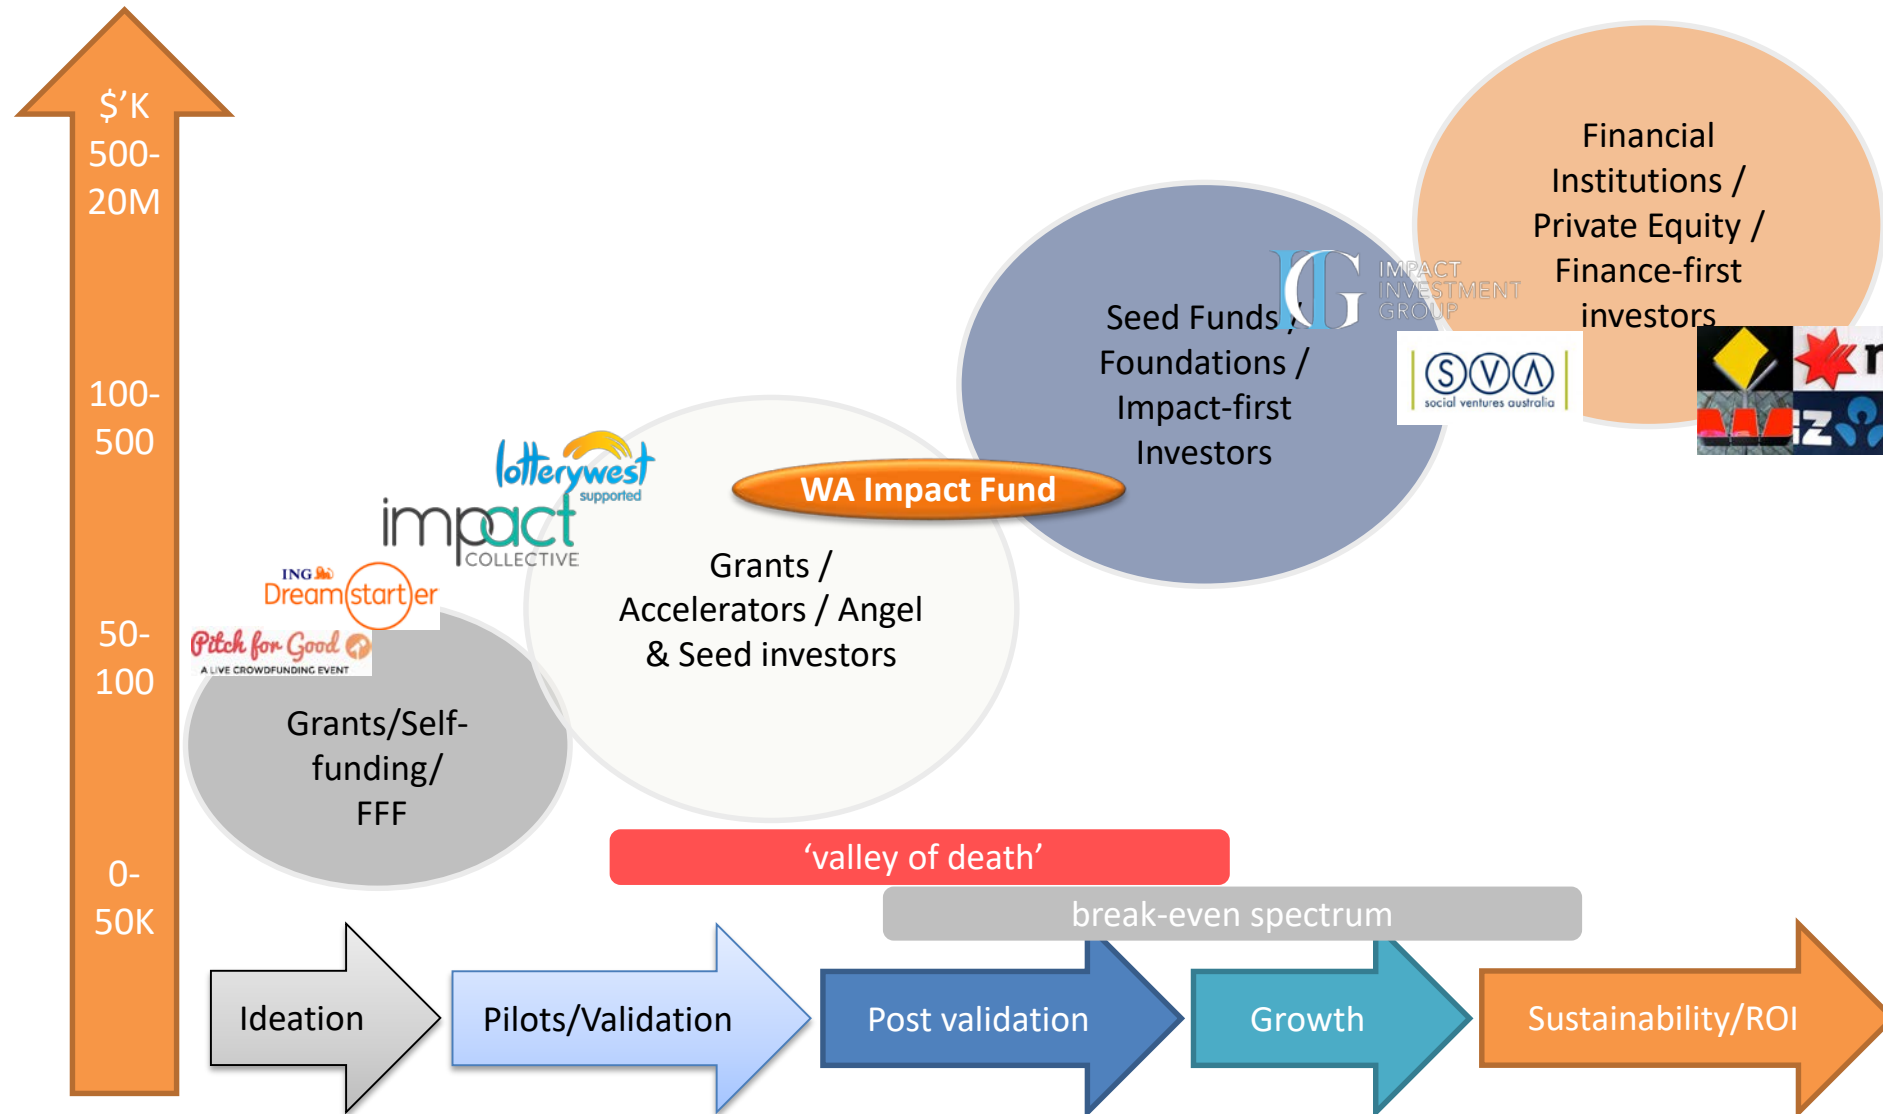 $'K
500-
20M
100-
500
50-
100
0-
50K
Financial
Institutions /
Private Equity /
Finance-first
investors
IMPACT
INVESTMENT
GROUP
Seed Funds /
Foundations /
Impact-first
Investors
SVA
social ventures australia
WA Impact Fund
lotterywest
supported
impact
COLLECTIVE
Grants /
Accelerators / Angel
& Seed investors
ING
Dreamstarter
Pitch for Good
A LIVE CROWDFUNDING EVENT
Grants/Self-
funding/
FFF
‘valley of death’
break-even spectrum
Ideation
Pilots/Validation
Post validation
Growth
Sustainability/ROI